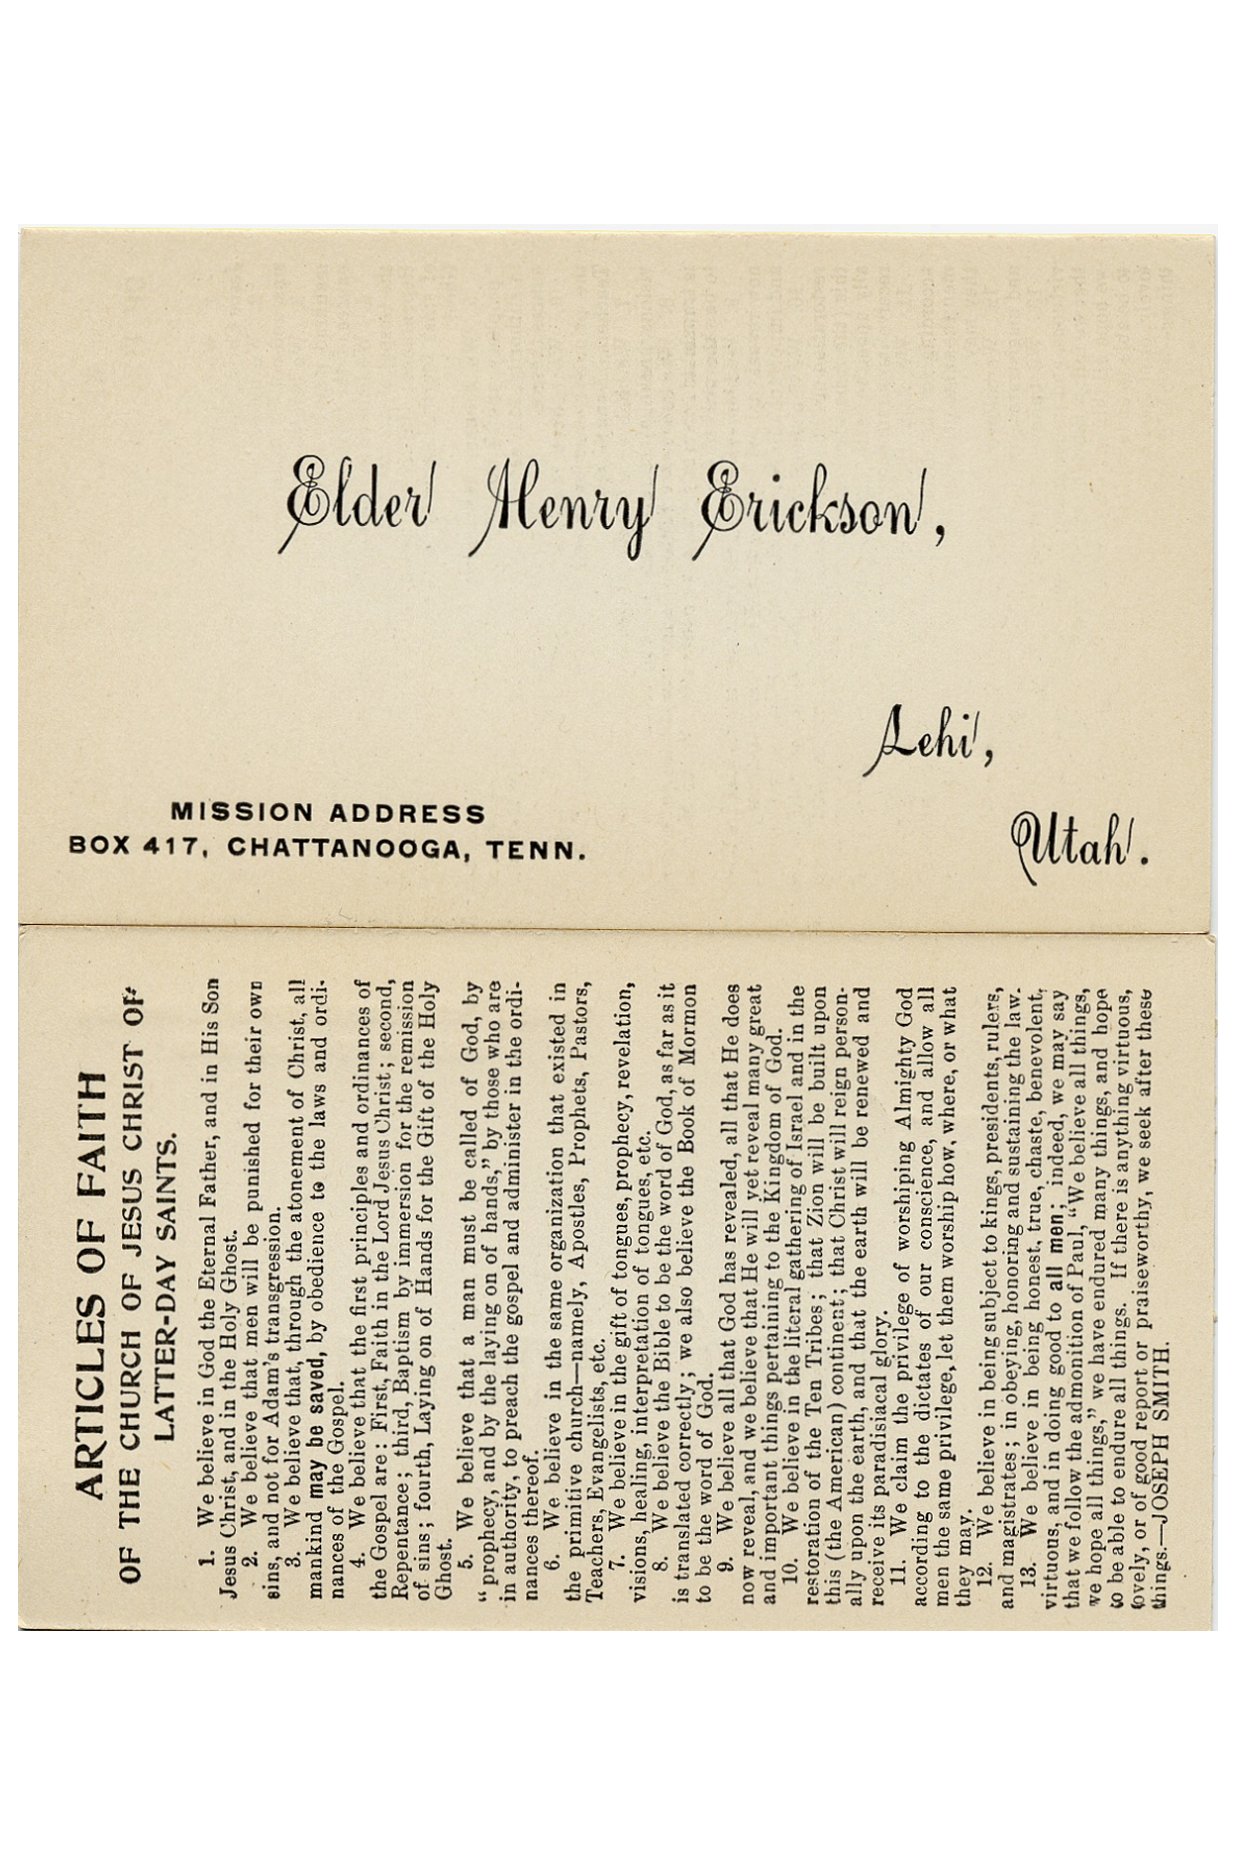 Elder Henry Erickson,
Lehi,
Utah.
MISSION ADDRESS
BOX 417, CHATTANOOGA, TENN.
ARTICLES OF FAITH
OF THE CHURCH OF JESUS CHRIST OF
LATTER-DAY SAINTS.
1. We believe in God the Eternal Father, and in His Son
Jesus Christ, and in the Holy Ghost.
2. We believe that men will be punished for their own
sins, and not for Adam's transgression.
3. We believe that, through the atonement of Christ, all
mankind may be saved, by obedience to the laws and ordi-
nances of the Gospel.
4. We believe that the first principles and ordinances of
the Gospel are: First, Faith in the Lord Jesus Christ; second,
Repentance; third, Baptism by immersion for the remission
of sins; fourth, Laying on of Hands for the Gift of the Holy
Ghost.
5. We believe that a man must be called of God, by
"prophecy, and by the laying on of hands," by those who are
in authority, to preach the gospel and administer in the ordi-
nances thereof.
6. We believe in the same organization that existed in
the primitive church—namely, Apostles, Prophets, Pastors,
Teachers, Evangelists, etc.
7. We believe in the gift of tongues, prophecy, revelation,
visions, healing, interpretation of tongues, etc.
8. We believe the Bible to be the word of God, as far as it
is translated correctly; we also believe the Book of Mormon
to be the word of God.
9. We believe all that God has revealed, all that He does
now reveal, and we believe that He will yet reveal many great
and important things pertaining to the Kingdom of God.
10. We believe in the literal gathering of Israel and in the
restoration of the Ten Tribes; that Zion will be built upon
this (the American) continent; that Christ will reign person-
ally upon the earth, and that the earth will be renewed and
receive its paradisiacal glory.
11. We claim the privilege of worshiping Almighty God
according to the dictates of our conscience, and allow all
men the same privilege, let them worship how, where, or what
they may.
12. We believe in being subject to kings, presidents, rulers,
and magistrates; in obeying, honoring and sustaining the law.
13. We believe in being honest, true, chaste, benevolent,
virtuous, and in doing good to all men; indeed, we may say
that we follow the admonition of Paul, "We believe all things,
we hope all things," we have endured many things, and hope
to be able to endure all things. If there is anything virtuous,
lovely, or of good report or praiseworthy, we seek after these
things.—JOSEPH SMITH.